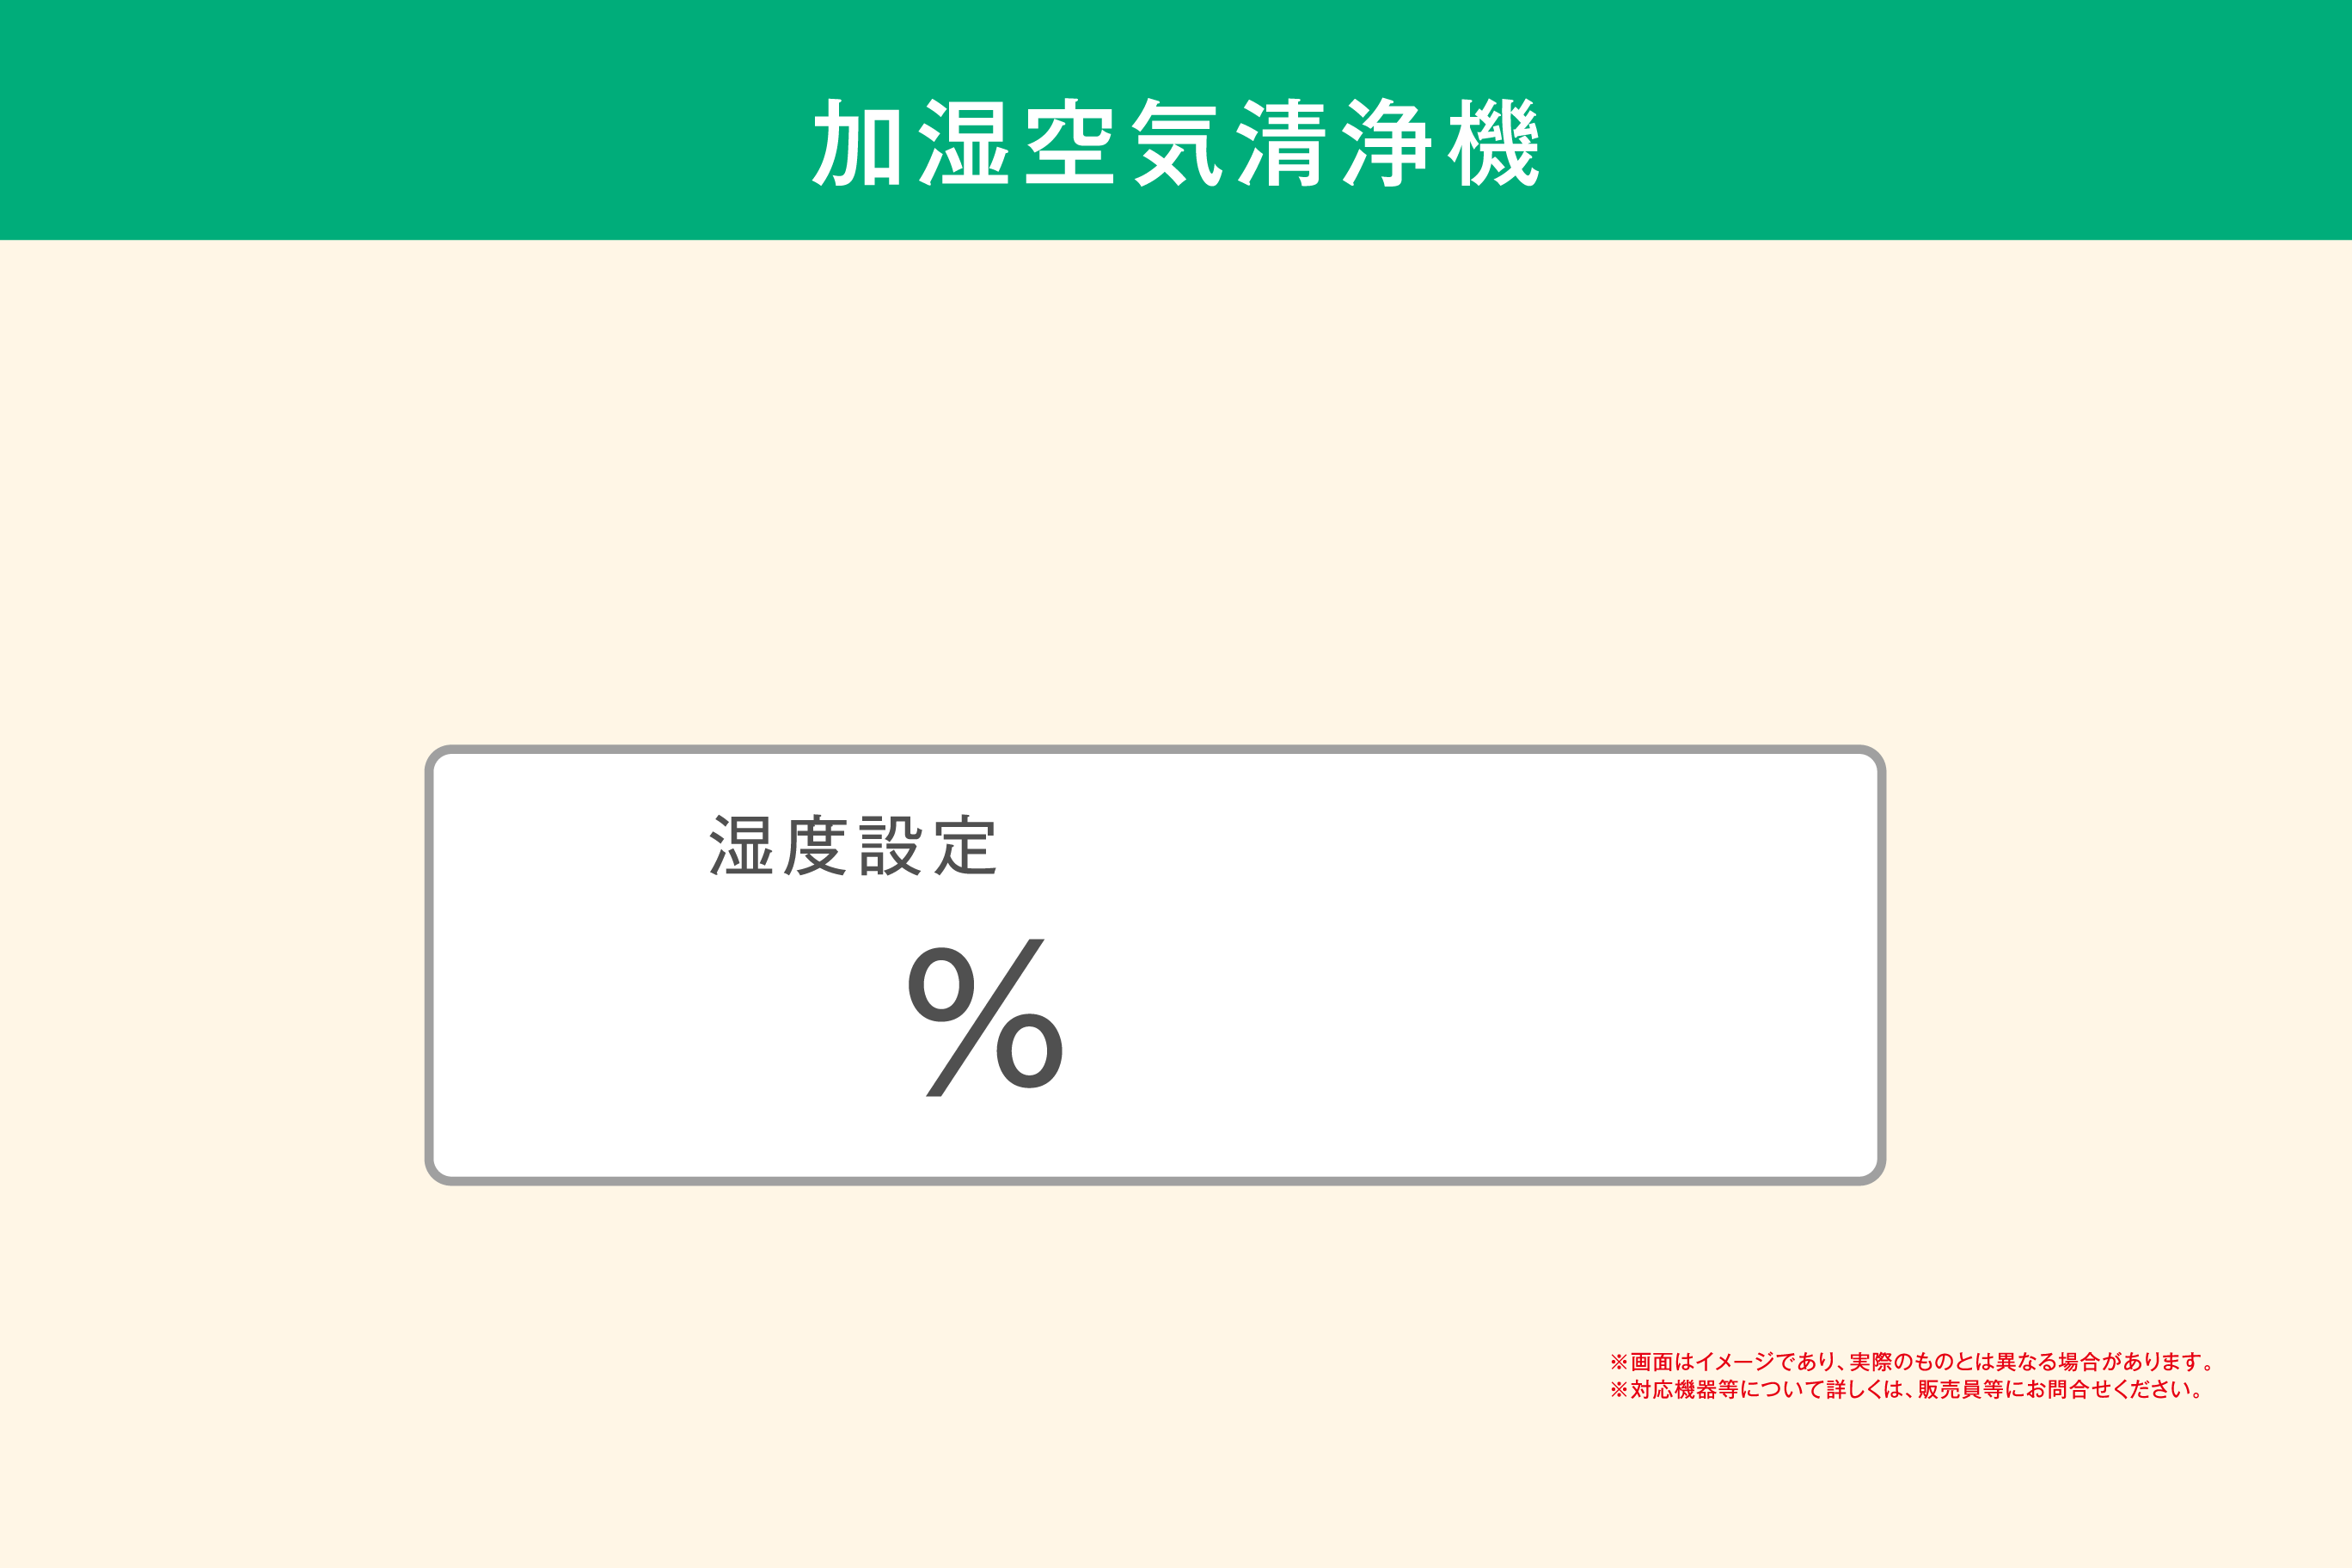 加湿空気清浄機
湿度設定
%
※画面はイメージであり、実際のものとは異なる場合があります。
※対応機器等について詳しくは、販売員等にお問合せください。